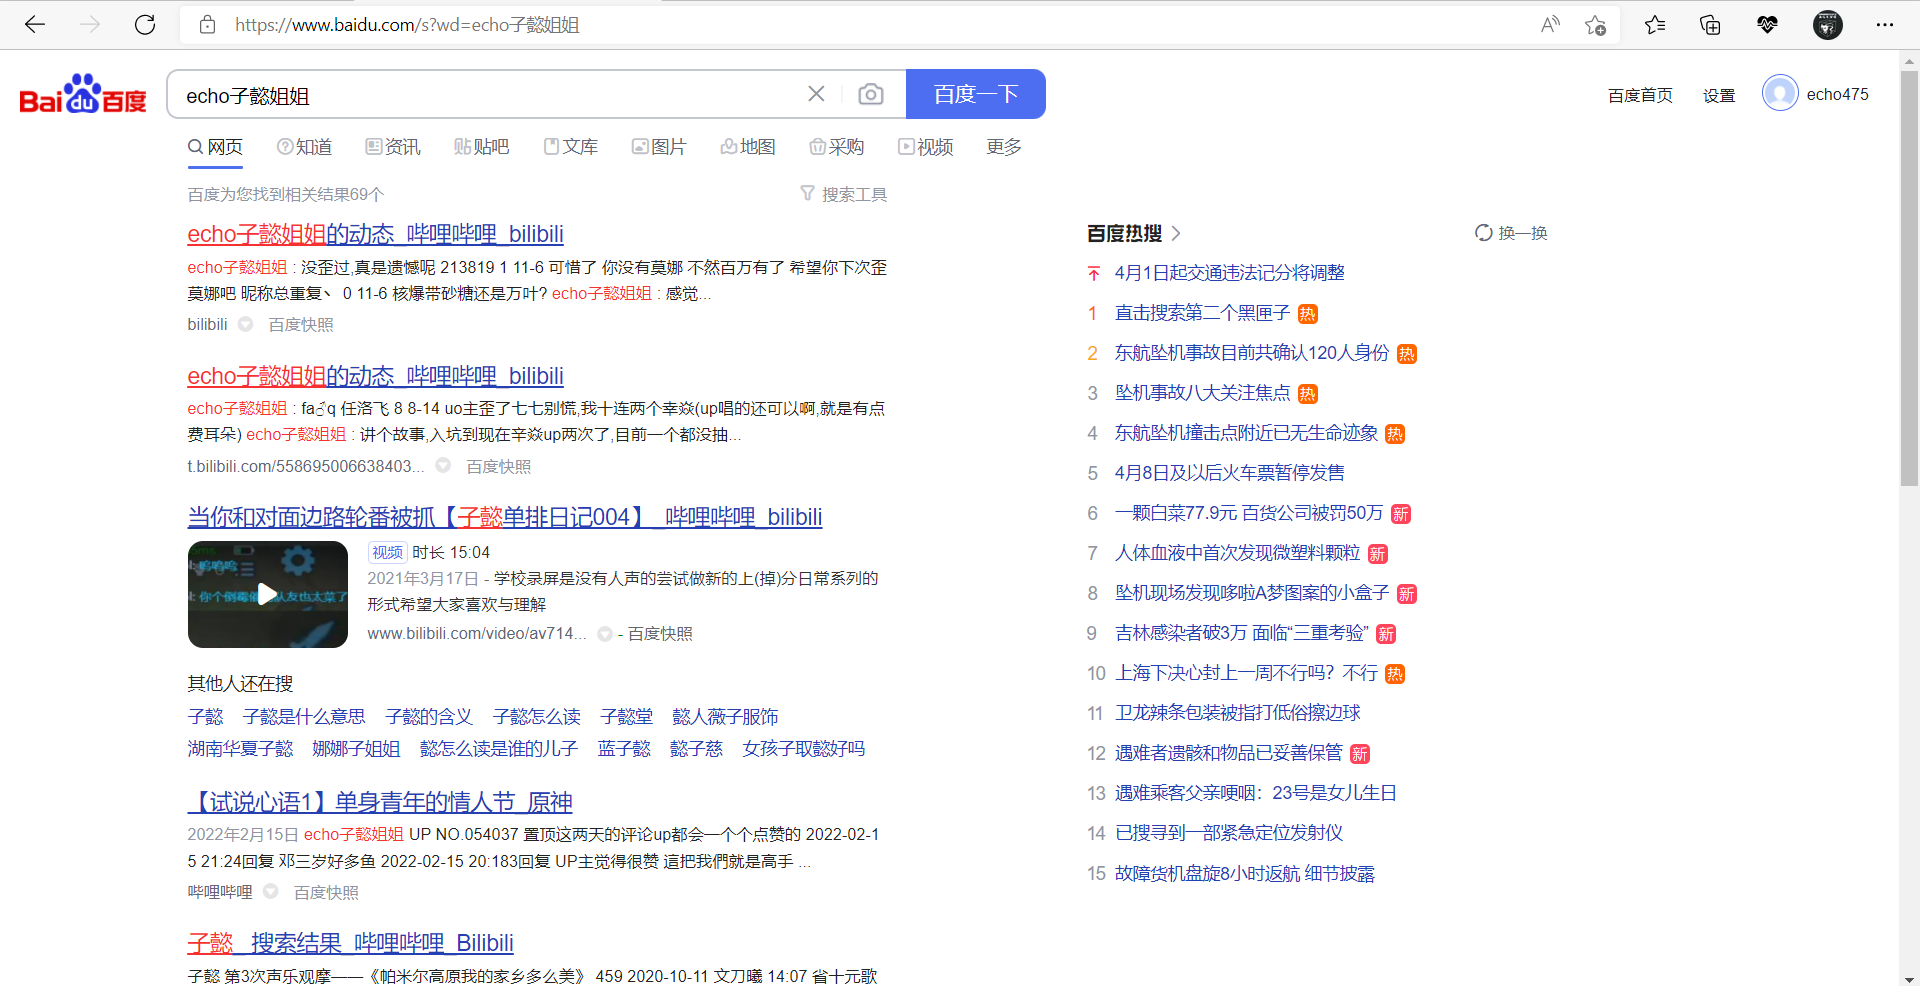 https://www.baidu.com/s?wd=echo子懿姐姐
Bai du 百度
echo子懿姐姐
百度一下
百度首页 设置 echo475
网页 知道 资讯 贴吧 文库 图片 地图 采购 视频 更多
百度为您找到相关结果69个 搜索工具
echo子懿姐姐的动态_哔哩哔哩_bilibili
echo子懿姐姐 : 没歪过,真是遗憾呢 213819 1 11-6 可惜了 你没有莫娜 不然百万有了 希望你下次歪
莫娜吧 昵称总重复丶 0 11-6 核爆带砂糖还是万叶? echo子懿姐姐 : 感觉...
bilibili 百度快照
echo子懿姐姐的动态_哔哩哔哩_bilibili
echo子懿姐姐 : fa♂q 任洛飞 8 8-14 uo主歪了七七别慌,我十连两个幸焱(up唱的还可以啊,就是有点
费耳朵) echo子懿姐姐 : 讲个故事,入坑到现在辛焱up两次了,目前一个都没抽...
t.bilibili.com/558695006638403... 百度快照
当你和对面边路轮番被抓【子懿单排日记004】_哔哩哔哩_bilibili
视频 时长 15:04
2021年3月17日 - 学校录屏是没有人声的尝试做新的上(掉)分日常系列的
形式希望大家喜欢与理解
www.bilibili.com/video/av714... - 百度快照
其他人还在搜
子懿 子懿是什么意思 子懿的含义 子懿怎么读 子懿堂 懿人薇子服饰
湖南华夏子懿 娜娜子姐姐 懿怎么读是谁的儿子 蓝子懿 懿子慈 女孩子取懿好吗
【试说心语1】单身青年的情人节_原神
2022年2月15日 echo子懿姐姐 UP NO.054037 置顶这两天的评论up都会一个个点赞的 2022-02-1
5 21:24回复 邓三岁好多鱼 2022-02-15 20:183回复 UP主觉得很赞 這把我們就是高手 ...
哔哩哔哩 百度快照
子懿_ 搜索结果_哔哩哔哩_Bilibili
子懿 第3次声乐观摩——《帕米尔高原我的家乡多么美》 459 2020-10-11 文刀曦 14:07 省十元歌
百度热搜 换一换
4月1日起交通违法记分将调整
1 直击搜索第二个黑匣子 热
2 东航坠机事故目前共确认120人身份 热
3 坠机事故八大关注焦点 热
4 东航坠机撞击点附近已无生命迹象 热
5 4月8日及以后火车票暂停发售
6 一颗白菜77.9元 百货公司被罚50万 新
7 人体血液中首次发现微塑料颗粒 新
8 坠机现场发现哆啦A梦图案的小盒子 新
9 吉林感染者破3万 面临“三重考验” 新
10 上海下决心封上一周不行吗？不行 热
11 卫龙辣条包装被指打低俗擦边球
12 遇难者遗骸和物品已妥善保管 新
13 遇难乘客父亲哽咽：23号是女儿生日
14 已搜寻到一部紧急定位发射仪
15 故障货机盘旋8小时返航 细节披露